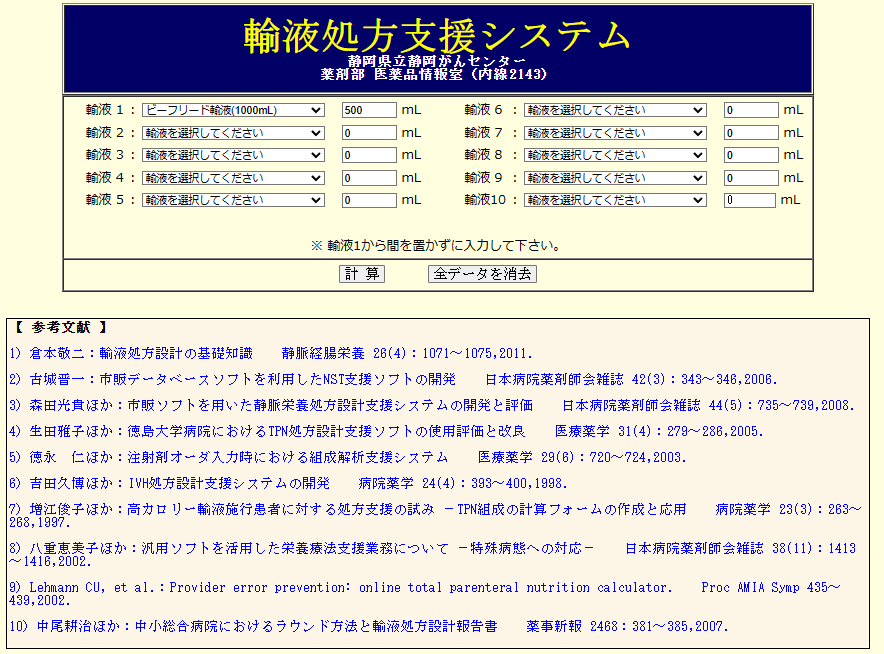 輸液処方支援システム
静岡県立静岡がんセンター
薬剤部 医薬品情報室 (内線2143)
輸液 1 : ビーフリード輸液(1000mL) 500 mL 輸液 6 : 輸液を選択してください 0 mL
輸液 2 : 輸液を選択してください 0 mL 輸液 7 : 輸液を選択してください 0 mL
輸液 3 : 輸液を選択してください 0 mL 輸液 8 : 輸液を選択してください 0 mL
輸液 4 : 輸液を選択してください 0 mL 輸液 9 : 輸液を選択してください 0 mL
輸液 5 : 輸液を選択してください 0 mL 輸液10 : 輸液を選択してください 0 mL
※ 輸液1から間を置かずに入力して下さい。
計 算 全データを消去
【 参考文献 】
1) 倉本敬二：輸液処方設計の基礎知識　　静脈経腸栄養 26(4)：1071～1075,2011.
2) 古城晋一：市販データベースソフトを利用したNST支援ソフトの開発　　日本病院薬剤師会雑誌 42(3)：343～346,2006.
3) 森田光貴ほか：市販ソフトを用いた静脈栄養処方設計支援システムの開発と評価　　日本病院薬剤師会雑誌 44(5)：735～739,2008.
4) 生田雅子ほか：徳島大学病院におけるTPN処方設計支援ソフトの使用評価と改良　　医療薬学 31(4)：279～286,2005.
5) 徳永　仁ほか：注射剤オーダ入力時における組成解析支援システム　　医療薬学 29(6)：720～724,2003.
6) 吉田久博ほか：IVH処方設計支援システムの開発　　病院薬学 24(4)：393～400,1998.
7) 増江俊子ほか：高カロリー輸液施行患者に対する処方支援の試み －TPN組成の計算フォームの作成と応用　　病院薬学 23(3)：263～
268,1997.
8) 八重恵美子ほか：汎用ソフトを活用した栄養療法支援業務について －特殊病態への対応－　　日本病院薬剤師会雑誌 38(11)：1413
～1416,2002.
9) Lehmann CU, et al.：Provider error prevention: online total parenteral nutrition calculator.　　Proc AMIA Symp 435～
439,2002.
10) 中尾耕治ほか：中小総合病院におけるラウンド方法と輸液処方設計報告書　　薬事新報 2468：381～385,2007.